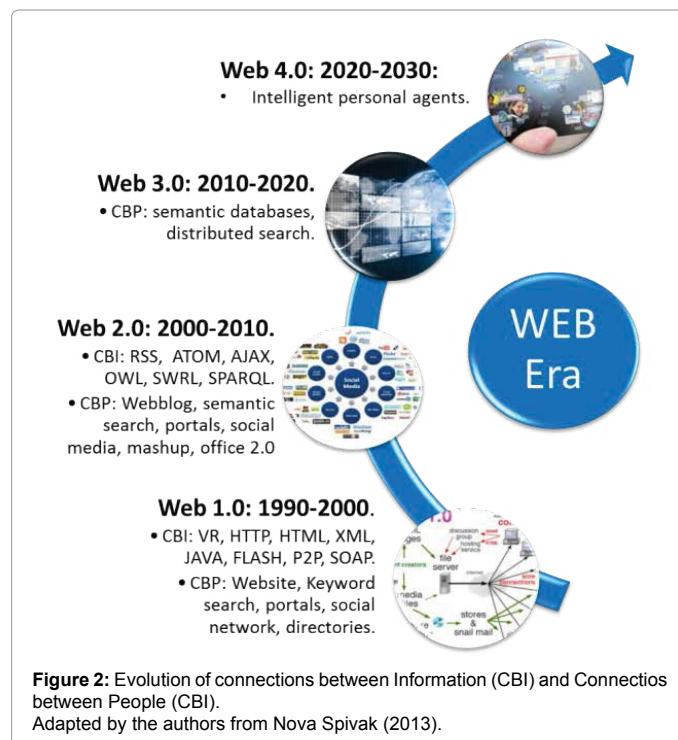 Web 4.0: 2020-2030:
• Intelligent personal agents.
Web 3.0: 2010-2020.
• CBP: semantic databases,
distributed search.
WEB
Era
Web 2.0: 2000-2010.
• CBI: RSS, ATOM, AJAX,
OWL, SWRL, SPARQL.
• CBP: Webblog, semantic
search, portals, social
media, mashup, office 2.0
Social
Media
Web 1.0: 1990-2000.
• CBI: VR, HTTP, HTML, XML,
JAVA, FLASH, P2P, SOAP.
• CBP: Website, Keyword
search, portals, social
network, directories.
1.0
discussion
group
hosting
service
file
server
stores
&
snail mail
connections
Figure 2: Evolution of connections between Information (CBI) and Connectios
between People (CBI).
Adapted by the authors from Nova Spivak (2013).